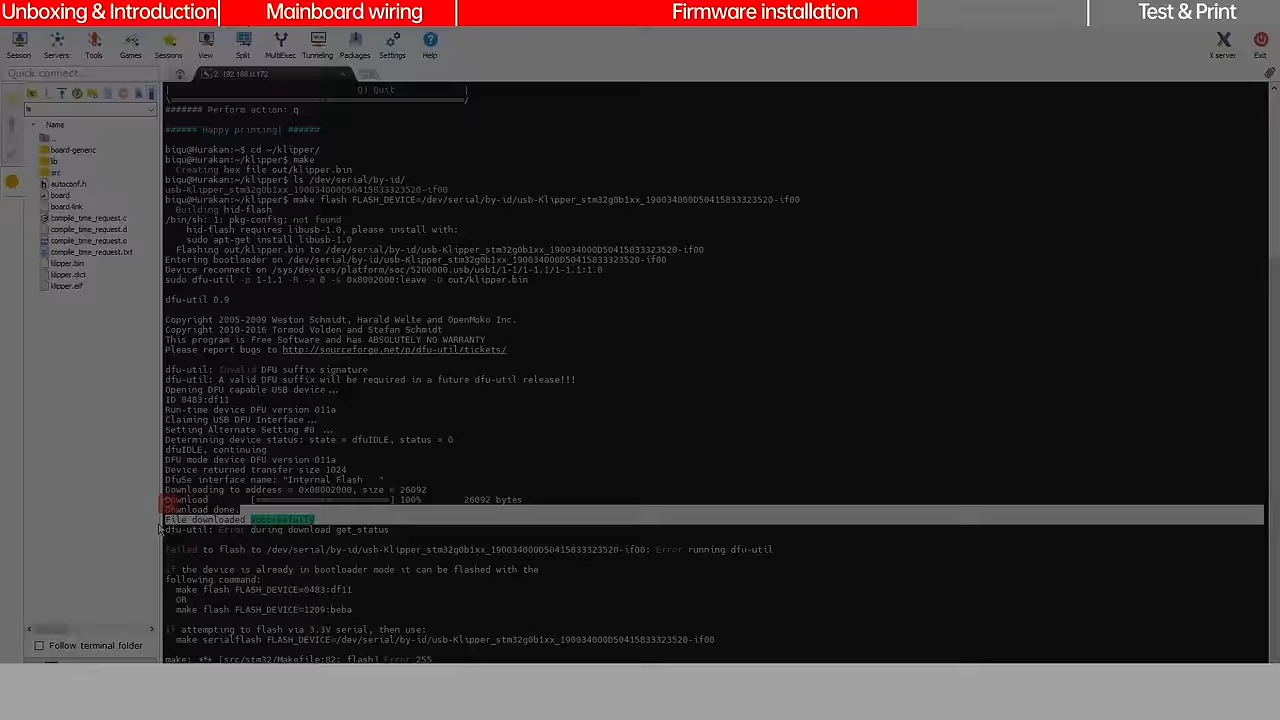 Unboxing & Introduction
Mainboard wiring
Firmware installation
Test & Print
Session
Servers
Tools
Games
Sessions
View
Split
MultiExec
Tunneling
Packages
Settings
Help
X server
Exit
Quick connect...
2. 192.168.0.172
ls
Name
..
board-generic
lib
src
autoconf.h
board
board-link
compile_time_request.c
compile_time_request.d
compile_time_request.o
compile_time_request.txt
klipper.bin
klipper.dict
klipper.elf
Follow terminal folder
| Q) Quit |
####### Perform action: q
###### Happy printing! ######
biqu@Hurakan:~$ cd ~/klipper/
biqu@Hurakan:~/klipper$ make
Creating hex file out/klipper.bin
biqu@Hurakan:~/klipper$ ls /dev/serial/by-id/
usb-Klipper_stm32g0b1xx_190034000D50415833323520-if00
biqu@Hurakan:~/klipper$ make flash FLASH_DEVICE=/dev/serial/by-id/usb-Klipper_stm32g0b1xx_190034000D50415833323520-if00
Building hid-flash
/bin/sh: 1: pkg-config: not found
hid-flash requires libusb-1.0, please install with:
sudo apt-get install libusb-1.0
Flashing out/klipper.bin to /dev/serial/by-id/usb-Klipper_stm32g0b1xx_190034000D50415833323520-if00
Entering bootloader on /dev/serial/by-id/usb-Klipper_stm32g0b1xx_190034000D50415833323520-if00
Device reconnect on /sys/devices/platform/soc/5200000.usb/usb1/1-1/1-1.1/1-1.1:1.0
sudo dfu-util -p 1-1.1 -R -a 0 -s 0x8002000:leave -D out/klipper.bin
dfu-util 0.9
Copyright 2005-2009 Weston Schmidt, Harald Welte and OpenMoko Inc.
Copyright 2010-2016 Tormod Volden and Stefan Schmidt
This program is Free Software and has ABSOLUTELY NO WARRANTY
Please report bugs to http://sourceforge.net/p/dfu-util/tickets/
dfu-util: Invalid DFU suffix signature
dfu-util: A valid DFU suffix will be required in a future dfu-util release!!!
Opening DFU capable USB device...
ID 0483:df11
Run-time device DFU version 011a
Claiming USB DFU Interface...
Setting Alternate Setting #0 ...
Determining device status: state = dfuIDLE, status = 0
dfuIDLE, continuing
DFU mode device DFU version 011a
Device returned transfer size 1024
DfuSe interface name: "Internal Flash   "
Downloading to address = 0x08002000, size = 26092
Download [=========================] 100% 26092 bytes
Download done.
File downloaded successfully
dfu-util: Error during download get_status
Failed to flash to /dev/serial/by-id/usb-Klipper_stm32g0b1xx_190034000D50415833323520-if00: Error running dfu-util
If the device is already in bootloader mode it can be flashed with the
following command:
make flash FLASH_DEVICE=0483:df11
OR
make flash FLASH_DEVICE=1209:beba
If attempting to flash via 3.3V serial, then use:
make serialflash FLASH_DEVICE=/dev/serial/by-id/usb-Klipper_stm32g0b1xx_190034000D50415833323520-if00
make: *** [src/stm32/Makefile:82: flash] Error 255